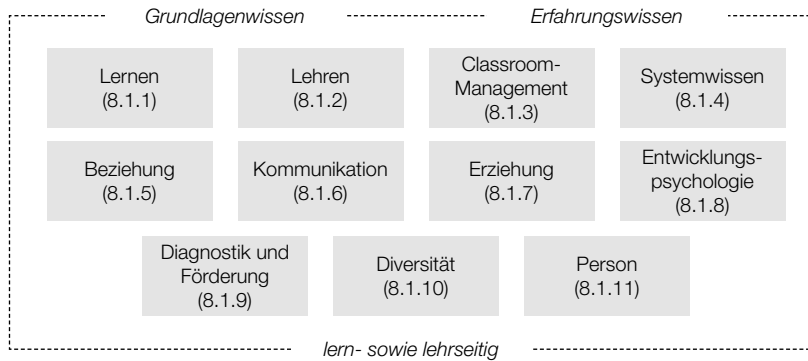 Grundlagenwissen Erfahrungswissen
Lernen
(8.1.1)
Lehren
(8.1.2)
Classroom-
Management
(8.1.3)
Systemwissen
(8.1.4)
Beziehung
(8.1.5)
Kommunikation
(8.1.6)
Erziehung
(8.1.7)
Entwicklungs-
psychologie
(8.1.8)
Diagnostik und
Förderung
(8.1.9)
Diversität
(8.1.10)
Person
(8.1.11)
lern- sowie lehrseitig